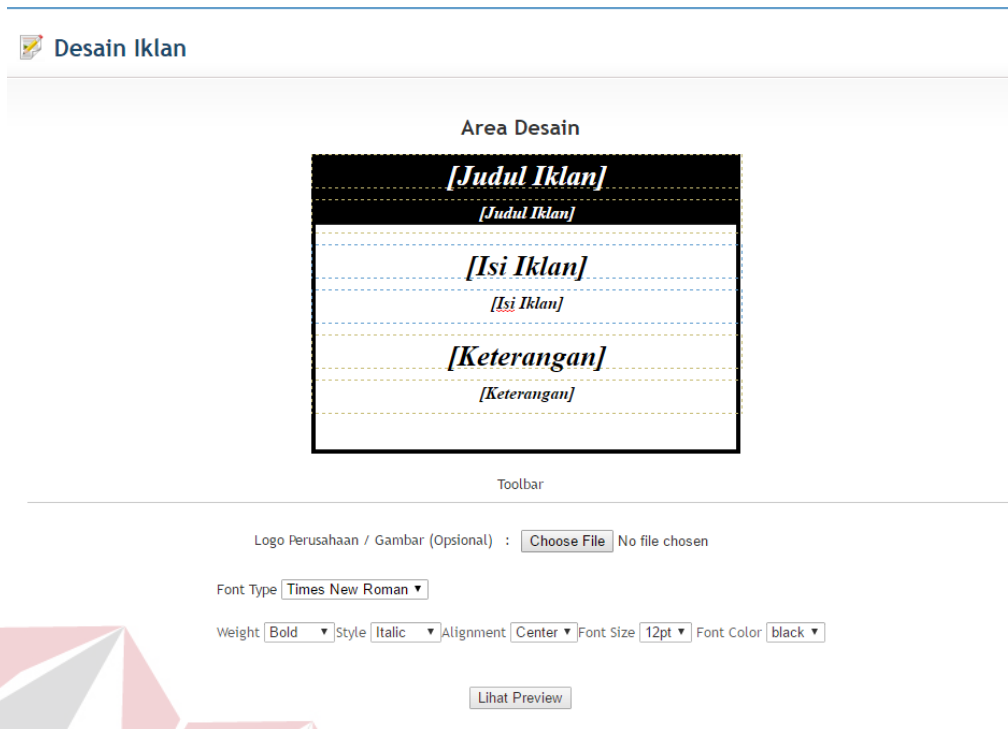 Desain Iklan
Area Desain
[Judul Iklan]
[Judul Iklan]
[Isi Iklan]
[Isi Iklan]
[Keterangan]
[Keterangan]
Toolbar
Logo Perusahaan / Gambar (Opsional) : Choose File No file chosen
Font Type Times New Roman
Weight Bold Style Italic Alignment Center Font Size 12pt Font Color black
Lihat Preview